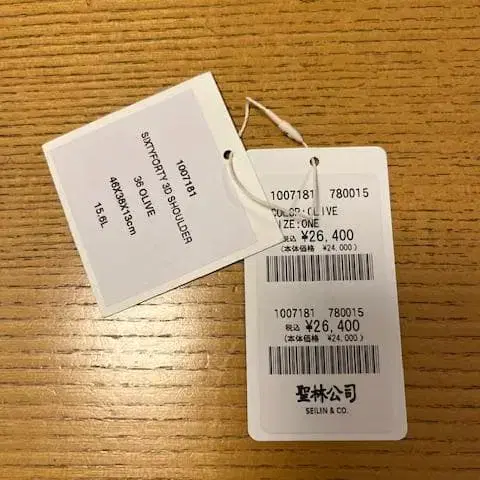 1007181
SIXTYFORTY 3D SHOULDER
36 OLIVE
46X38X13cm
15.6L
1007181 780015
COLOR:OLIVE
SIZE:ONE
税込 ¥26,400
(本体価格 ¥24,000)
1007181 780015
税込 ¥26,400
(本体価格 ¥24,000)
聖林公司
SEILIN & CO.